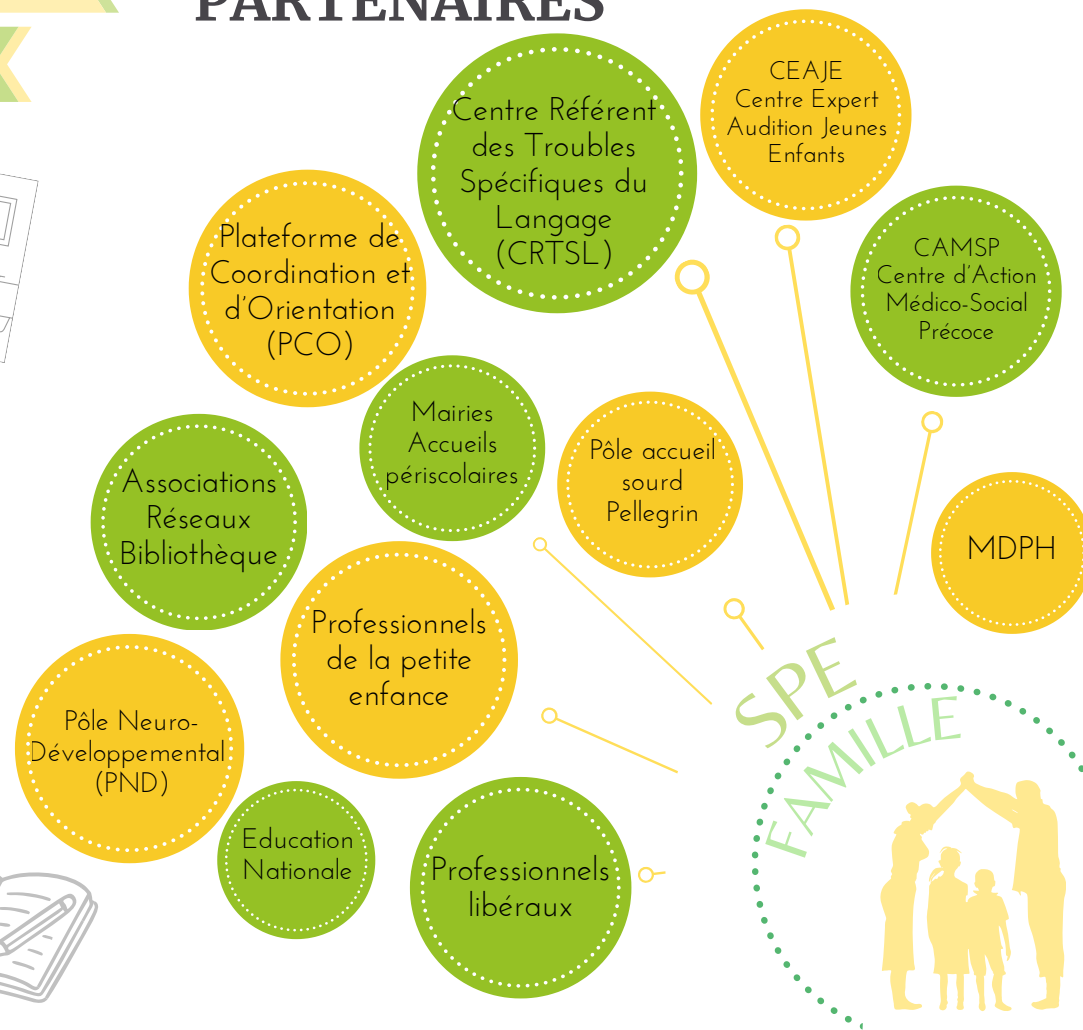 PARTENAIRES
CEAJE
Centre Expert
Audition Jeunes
Enfants
Centre Référent
des Troubles
Spécifiques du
Langage
(CRTSL)
CAMSP
Centre d'Action
Médico-Social
Précoce
Plateforme de
Coordination et
d'Orientation
(PCO)
Mairies
Accueils
périscolaires
Pôle accueil
sourd
Pellegrin
Associations
Réseaux
Bibliothèque
MDPH
Professionnels
de la petite
enfance
Pôle Neuro-
Développemental
(PND)
Education
Nationale
Professionnels
libéraux
SPE
FAMILLE